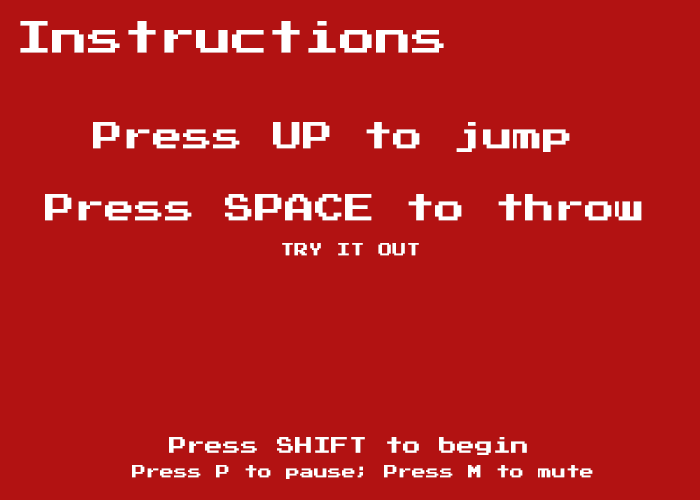 Instructions
Press UP to jump
Press SPACE to throw
TRY IT OUT
Press SHIFT to begin
Press P to pause; Press M to mute